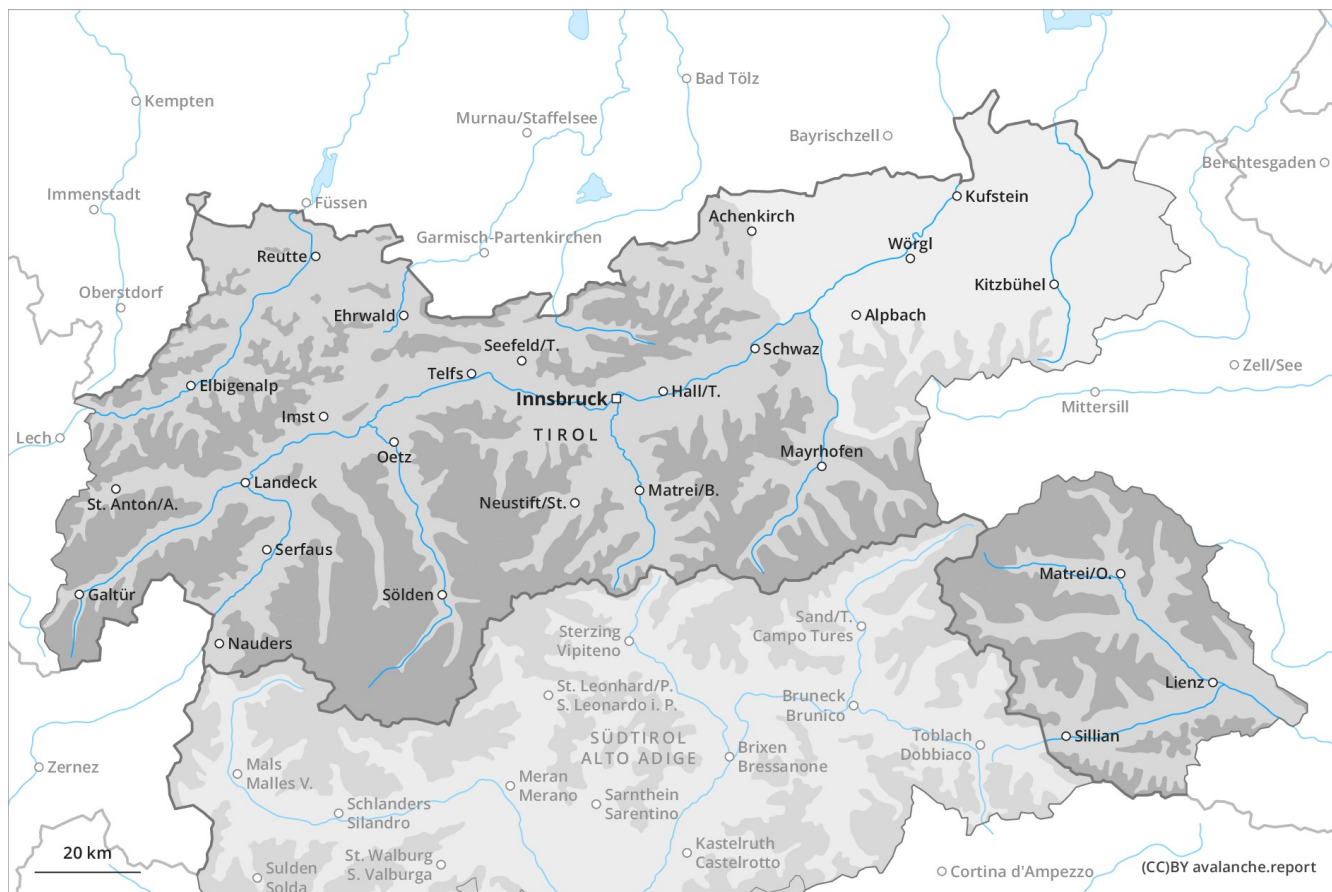 Bad Tölz
Kempten
Murnau/Staffelsee
Bayrischzell
Berchtesgaden
Immenstadt
Füssen
Kufstein
Achenkirch
Garmisch-Partenkirchen
Wörgl
Reutte
Oberstdorf
Kitzbühel
Ehrwald
Alpbach
Seefeld/T.
Schwaz
Zell/See
Telfs
Elbigenalp
Innsbruck
Hall/T.
Mittersill
Imst
Lech
TIROL
Oetz
Mayrhofen
Landeck
St. Anton/A.
Neustift/St.
Matrei/B.
Serfaus
Matrei/O.
Galtür
Sölden
Sand/T.
Campo Tures
Sterzing
Vipiteno
Nauders
Lienz
St. Leonhard/P.
S. Leonardo i. P.
Bruneck
Brunico
Sillian
Toblach
Dobbiaco
SÜDTIROL
ALTO ADIGE
Brixen
Bressanone
Zernez
Mals
Malles V.
Meran
Merano
Sarnthein
Sarentino
Schlanders
Silandro
20 km
St. Walburg
S. Valburga
Kastelruth
Castelrotto
Sulden
Solda
Cortina d'Ampezzo
(CC)BY avalanche.report